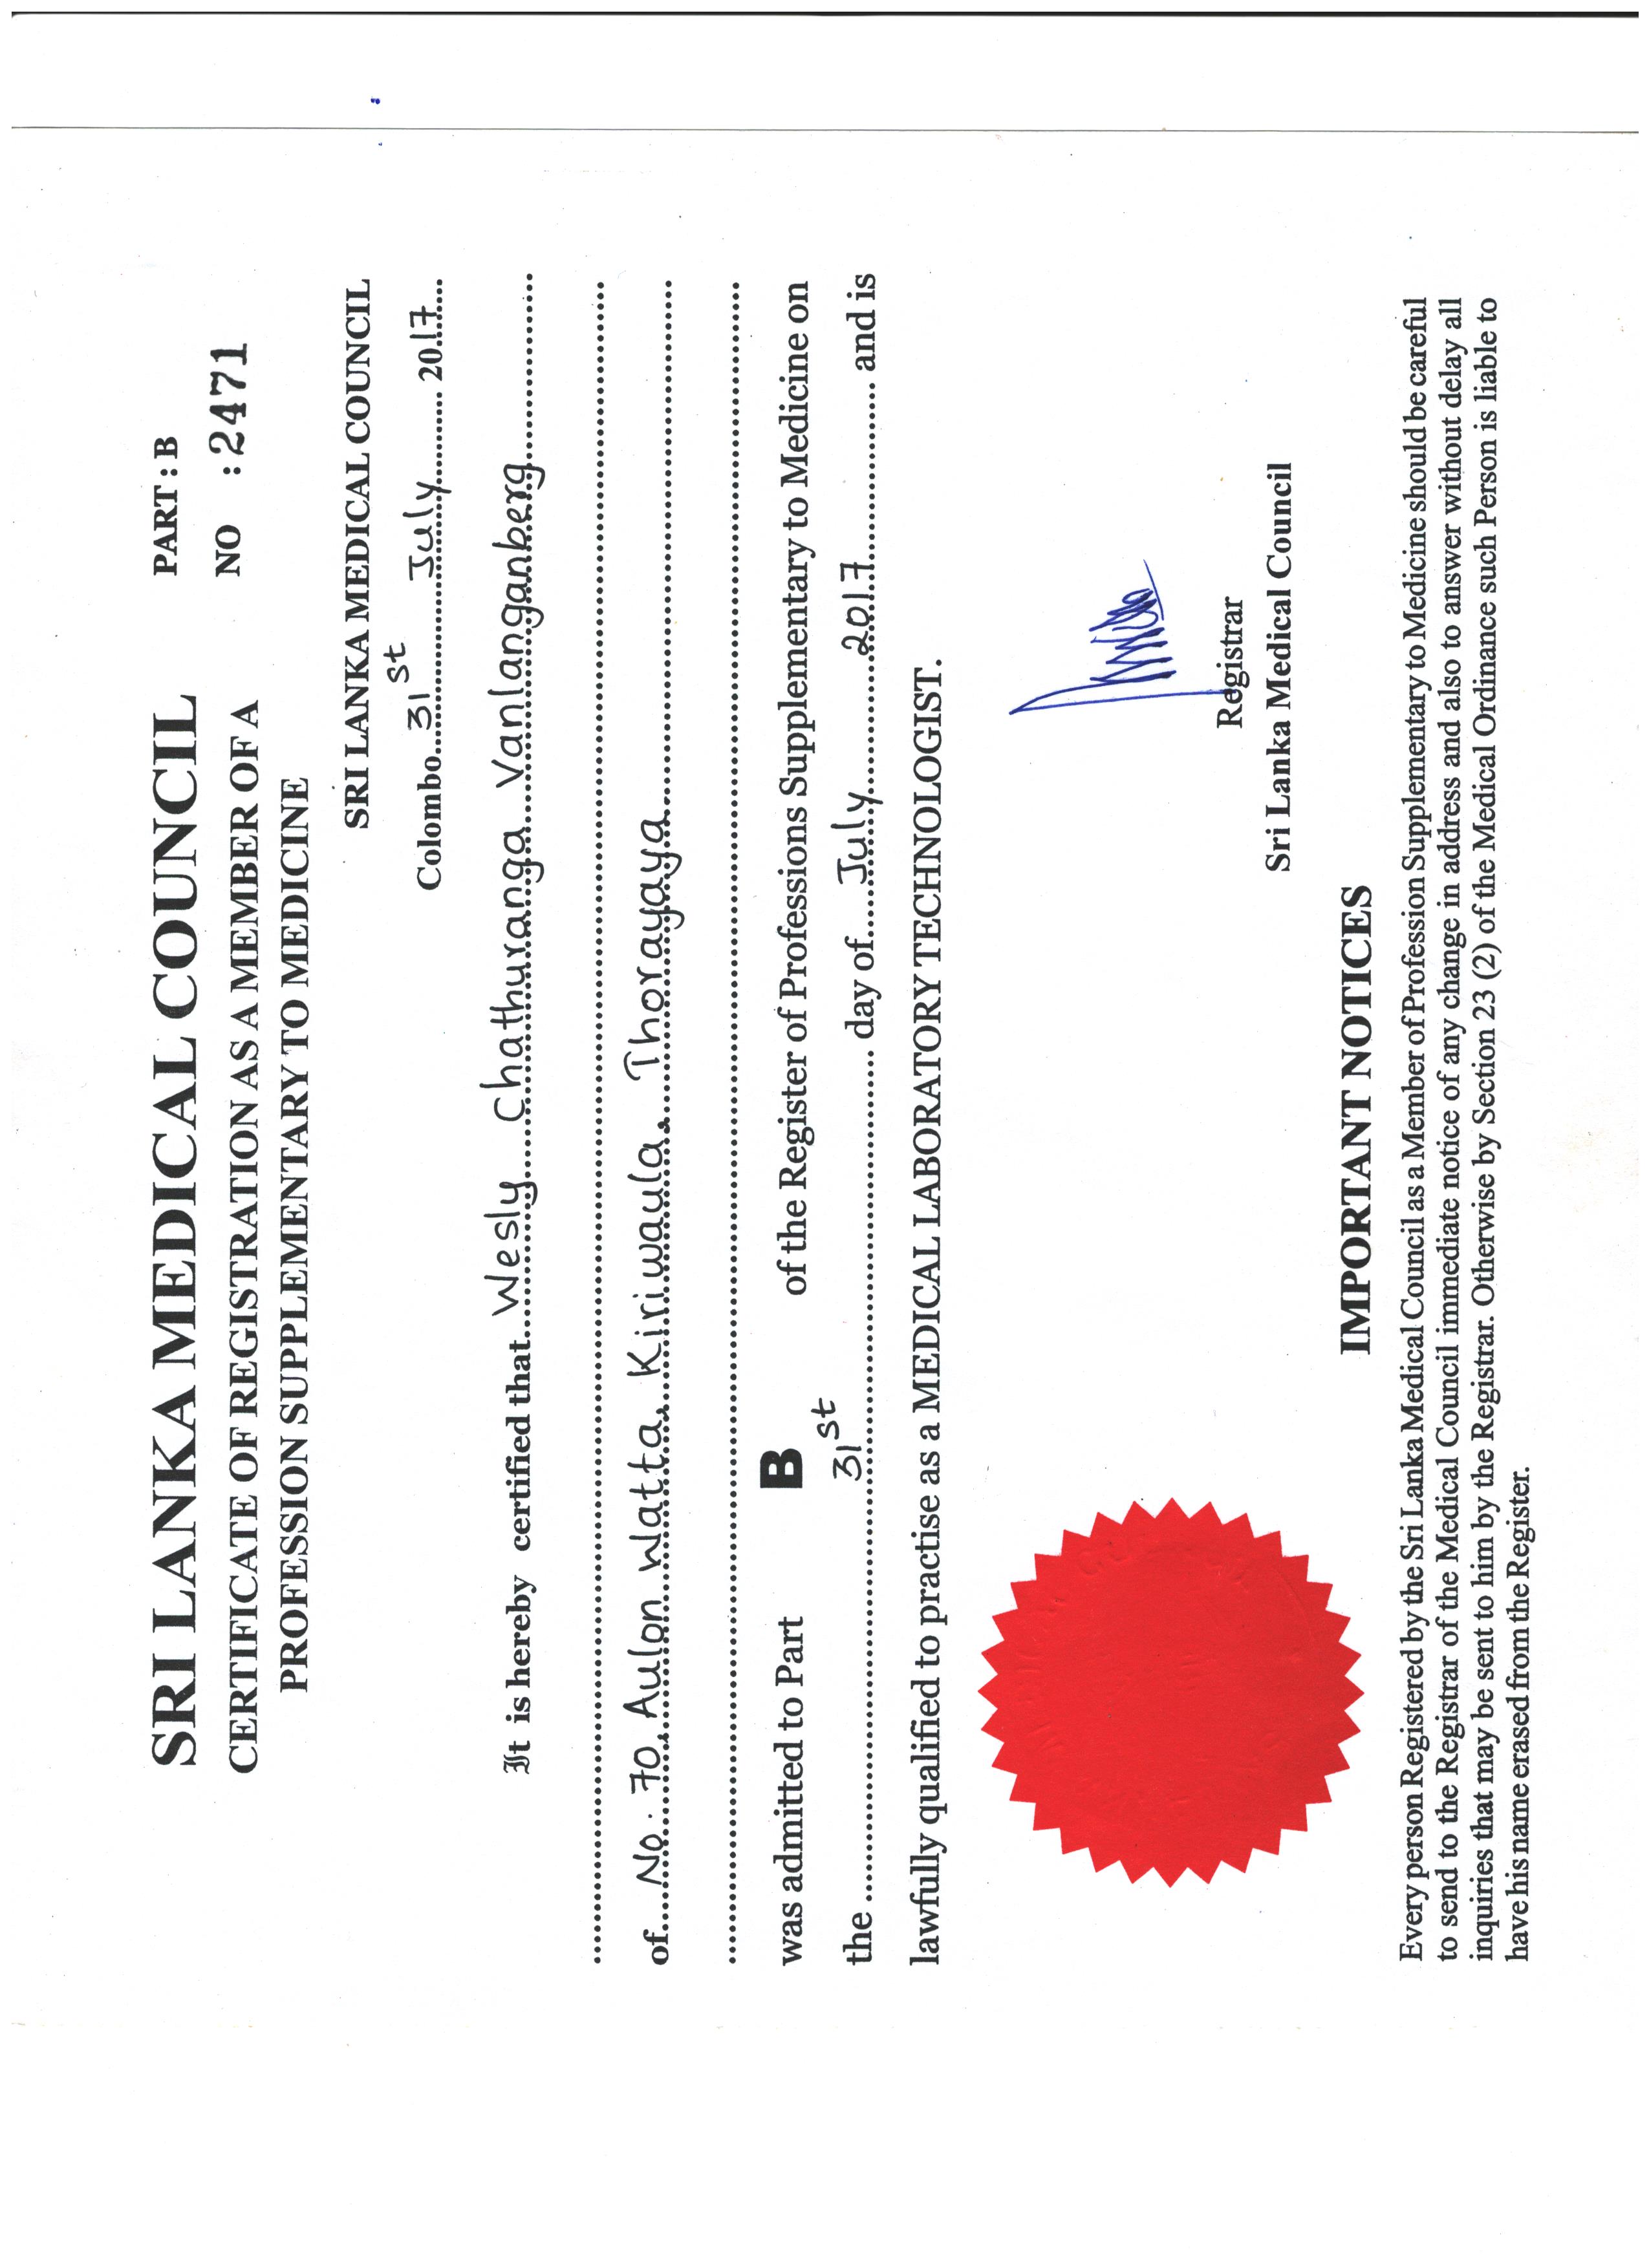 PART : B
NO : 2471
SRI LANKA MEDICAL COUNCIL
CERTIFICATE OF REGISTRATION AS A MEMBER OF A
PROFESSION SUPPLEMENTARY TO MEDICINE
SRI LANKA MEDICAL COUNCIL
Colombo 31st July 2017
It is hereby certified that Wesly Chathuranga Vanlanganberg
of No. 70, Aulon Watta, Kiriwaula, Thorayaya
was admitted to Part B of the Register of Professions Supplementary to Medicine on
the 31st day of July 2017 and is
lawfully qualified to practise as a MEDICAL LABORATORY TECHNOLOGIST.
Registrar
Sri Lanka Medical Council
IMPORTANT NOTICES
Every person Registered by the Sri Lanka Medical Council as a Member of Profession Supplementary to Medicine should be careful
to send to the Registrar of the Medical Council immediate notice of any change in address and also to answer without delay all
inquiries that may be sent to him by the Registrar. Otherwise by Section 23 (2) of the Medical Ordinance such Person is liable to
have his name erased from the Register.